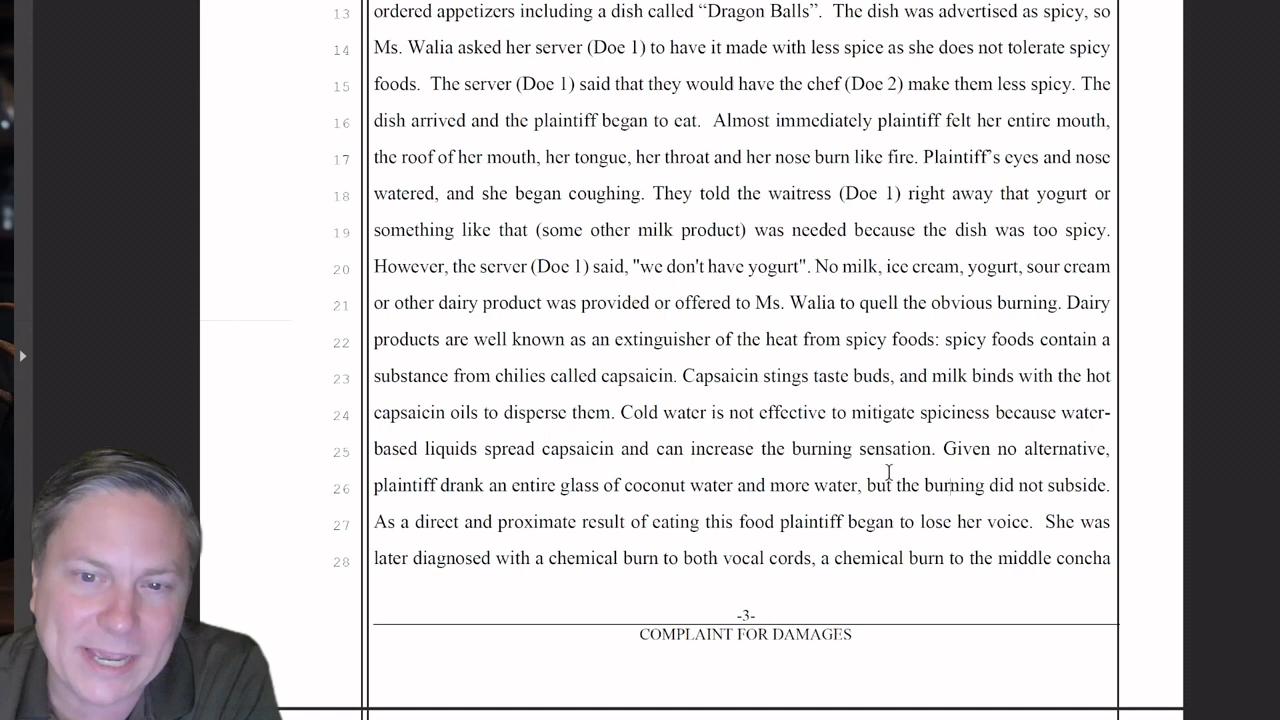 13 ordered appetizers including a dish called “Dragon Balls”. The dish was advertised as spicy, so
14 Ms. Walia asked her server (Doe 1) to have it made with less spice as she does not tolerate spicy
15 foods. The server (Doe 1) said that they would have the chef (Doe 2) make them less spicy. The
16 dish arrived and the plaintiff began to eat. Almost immediately plaintiff felt her entire mouth,
17 the roof of her mouth, her tongue, her throat and her nose burn like fire. Plaintiff’s eyes and nose
18 watered, and she began coughing. They told the waitress (Doe 1) right away that yogurt or
19 something like that (some other milk product) was needed because the dish was too spicy.
20 However, the server (Doe 1) said, "we don't have yogurt". No milk, ice cream, yogurt, sour cream
21 or other dairy product was provided or offered to Ms. Walia to quell the obvious burning. Dairy
22 products are well known as an extinguisher of the heat from spicy foods: spicy foods contain a
23 substance from chilies called capsaicin. Capsaicin stings taste buds, and milk binds with the hot
24 capsaicin oils to disperse them. Cold water is not effective to mitigate spiciness because water-
25 based liquids spread capsaicin and can increase the burning sensation. Given no alternative,
26 plaintiff drank an entire glass of coconut water and more water, but the burning did not subside.
27 As a direct and proximate result of eating this food plaintiff began to lose her voice. She was
28 later diagnosed with a chemical burn to both vocal cords, a chemical burn to the middle concha
-3-
COMPLAINT FOR DAMAGES